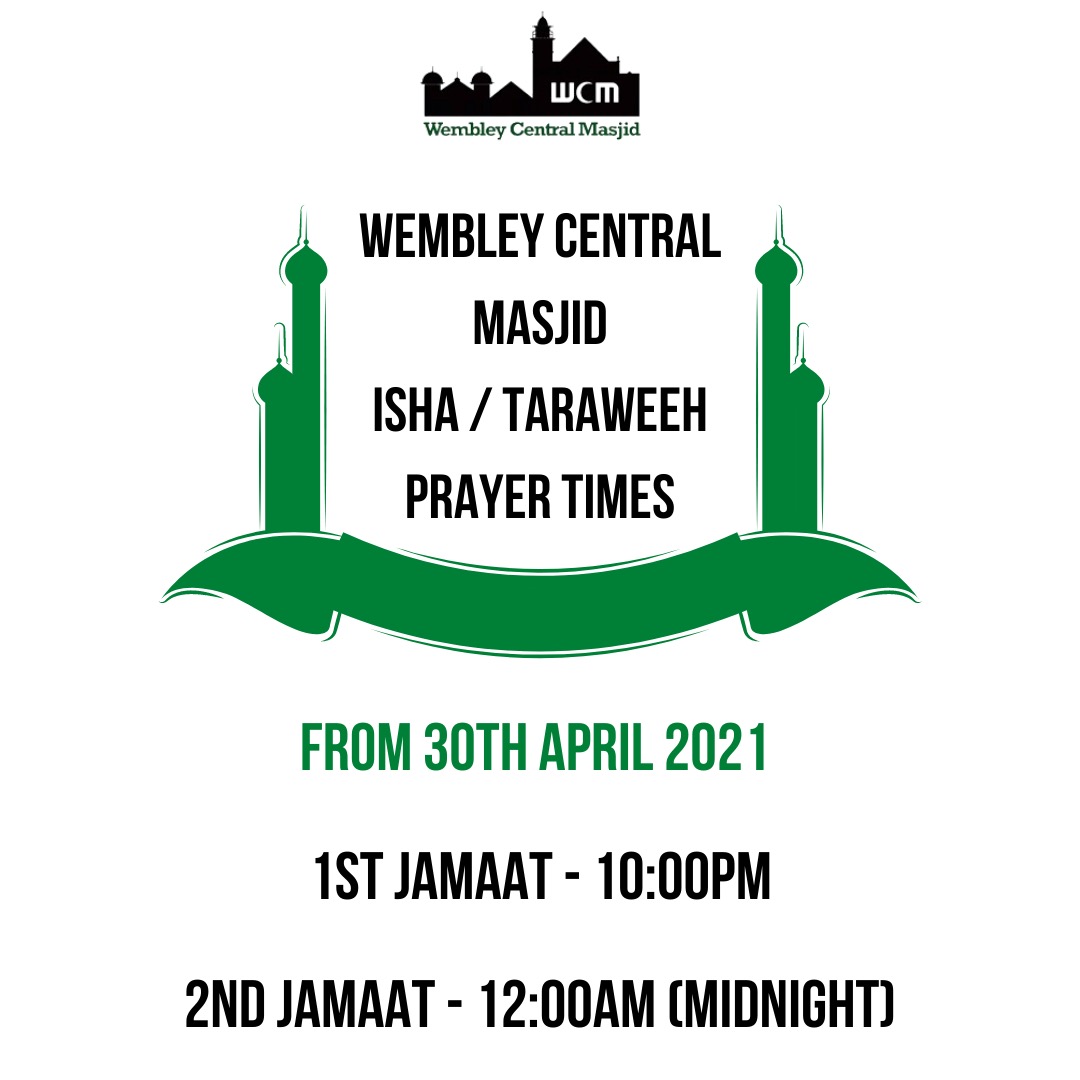 WCM
Wembley Central Masjid
WEMBLEY CENTRAL
MASJID
ISHA / TARAWEEH
PRAYER TIMES
FROM 30TH APRIL 2021
1ST JAMAAT - 10:00PM
2ND JAMAAT - 12:00AM (MIDNIGHT)